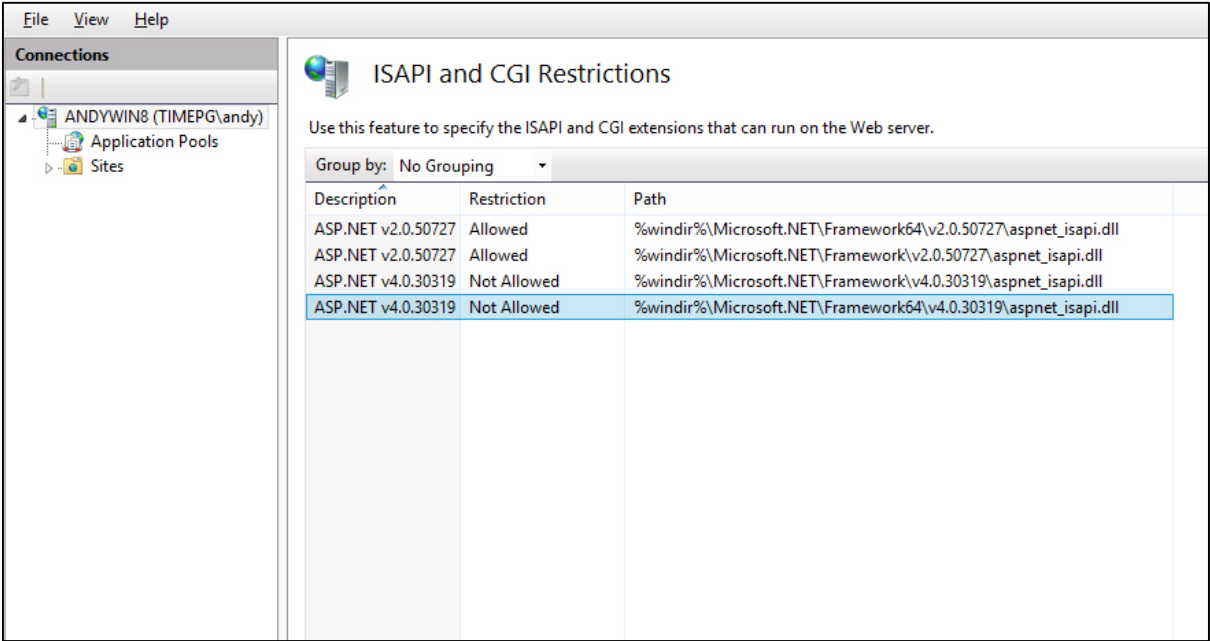 File View Help
Connections
ANDYWIN8 (TIMEPG\andy)
Application Pools
Sites
ISAPI and CGI Restrictions
Use this feature to specify the ISAPI and CGI extensions that can run on the Web server.
Group by: No Grouping
Description Restriction Path
ASP.NET v2.0.50727 Allowed %windir%\Microsoft.NET\Framework64\v2.0.50727\aspnet_isapi.dll
ASP.NET v2.0.50727 Allowed %windir%\Microsoft.NET\Framework\v2.0.50727\aspnet_isapi.dll
ASP.NET v4.0.30319 Not Allowed %windir%\Microsoft.NET\Framework\v4.0.30319\aspnet_isapi.dll
ASP.NET v4.0.30319 Not Allowed %windir%\Microsoft.NET\Framework64\v4.0.30319\aspnet_isapi.dll